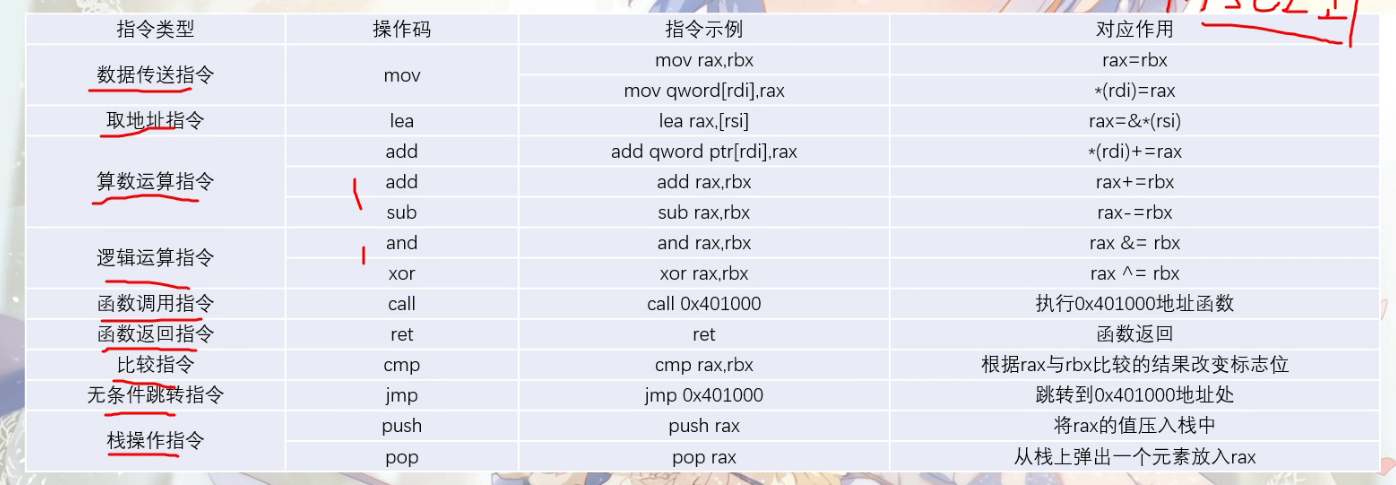 指令类型 操作码 指令示例 对应作用
数据传送指令 mov mov rax,rbx rax=rbx
mov qword[rdi],rax *(rdi)=rax
取地址指令 lea lea rax,[rsi] rax=&*(rsi)
算数运算指令 add add qword ptr[rdi],rax *(rdi)+=rax
add add rax,rbx rax+=rbx
sub sub rax,rbx rax-=rbx
逻辑运算指令 and and rax,rbx rax &= rbx
xor xor rax,rbx rax ^= rbx
函数调用指令 call call 0x401000 执行0x401000地址函数
函数返回指令 ret ret 函数返回
比较指令 cmp cmp rax,rbx 根据rax与rbx比较的结果改变标志位
无条件跳转指令 jmp jmp 0x401000 跳转到0x401000地址处
栈操作指令 push push rax 将rax的值压入栈中
pop pop rax 从栈上弹出一个元素放入rax